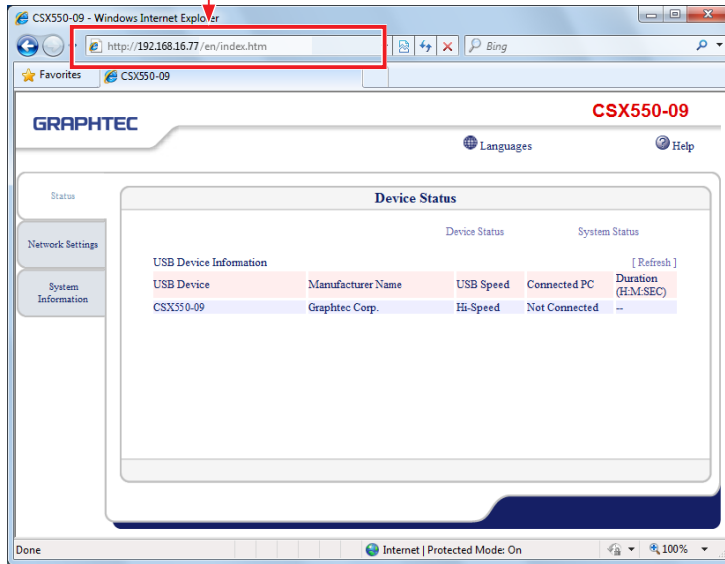 CSX550-09 - Windows Internet Explorer
http://192.168.16.77/en/index.htm
Bing
Favorites
CSX550-09
GRAPHTEC
CSX550-09
Languages
Help
Status
Network Settings
System
Information
Device Status
Device Status System Status
USB Device Information [ Refresh ]
USB Device Manufacturer Name USB Speed Connected PC Duration
(H:M:SEC)
CSX550-09 Graphtec Corp. Hi-Speed Not Connected --
Done Internet | Protected Mode: On 100%